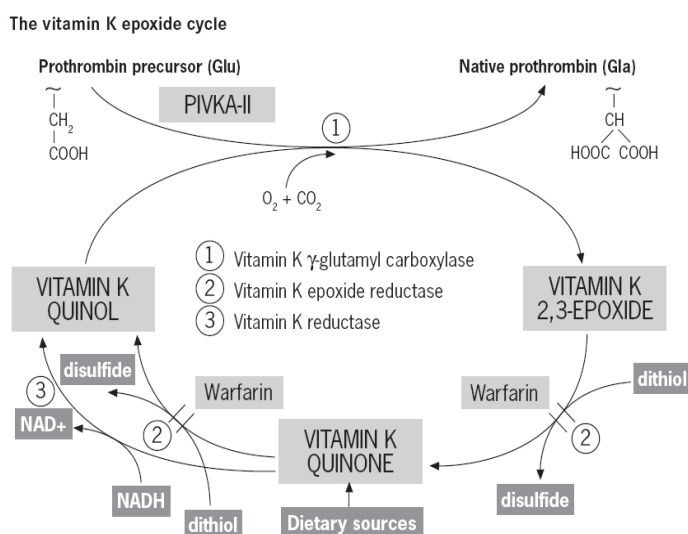 The vitamin K epoxide cycle
Prothrombin precursor (Glu)
Native prothrombin (Gla)
PIVKA-II
~
CH2
COOH
1
~
CH
HOOC COOH
O2 + CO2
1 Vitamin K γ-glutamyl carboxylase
2 Vitamin K epoxide reductase
3 Vitamin K reductase
VITAMIN K
QUINOL
VITAMIN K
2,3-EPOXIDE
disulfide
dithiol
3
Warfarin
Warfarin
NAD+
2
2
VITAMIN K
QUINONE
NADH
disulfide
dithiol
Dietary sources